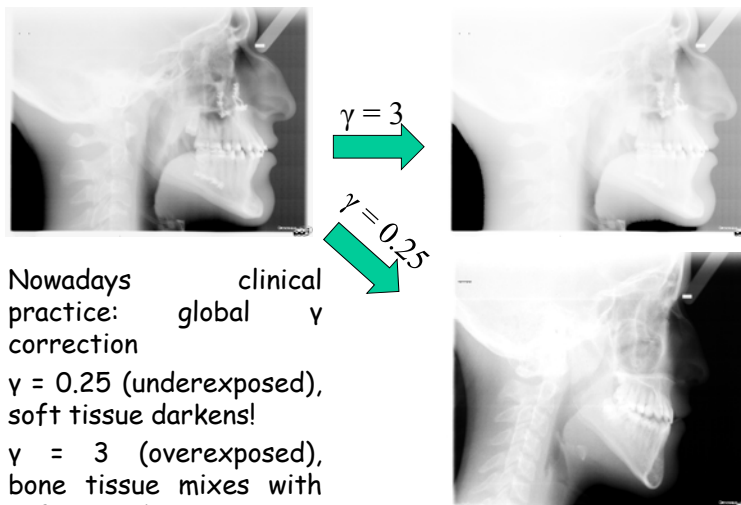 γ = 3
γ = 0.25
Nowadays clinical
practice: global γ
correction
γ = 0.25 (underexposed),
soft tissue darkens!
γ = 3 (overexposed),
bone tissue mixes with